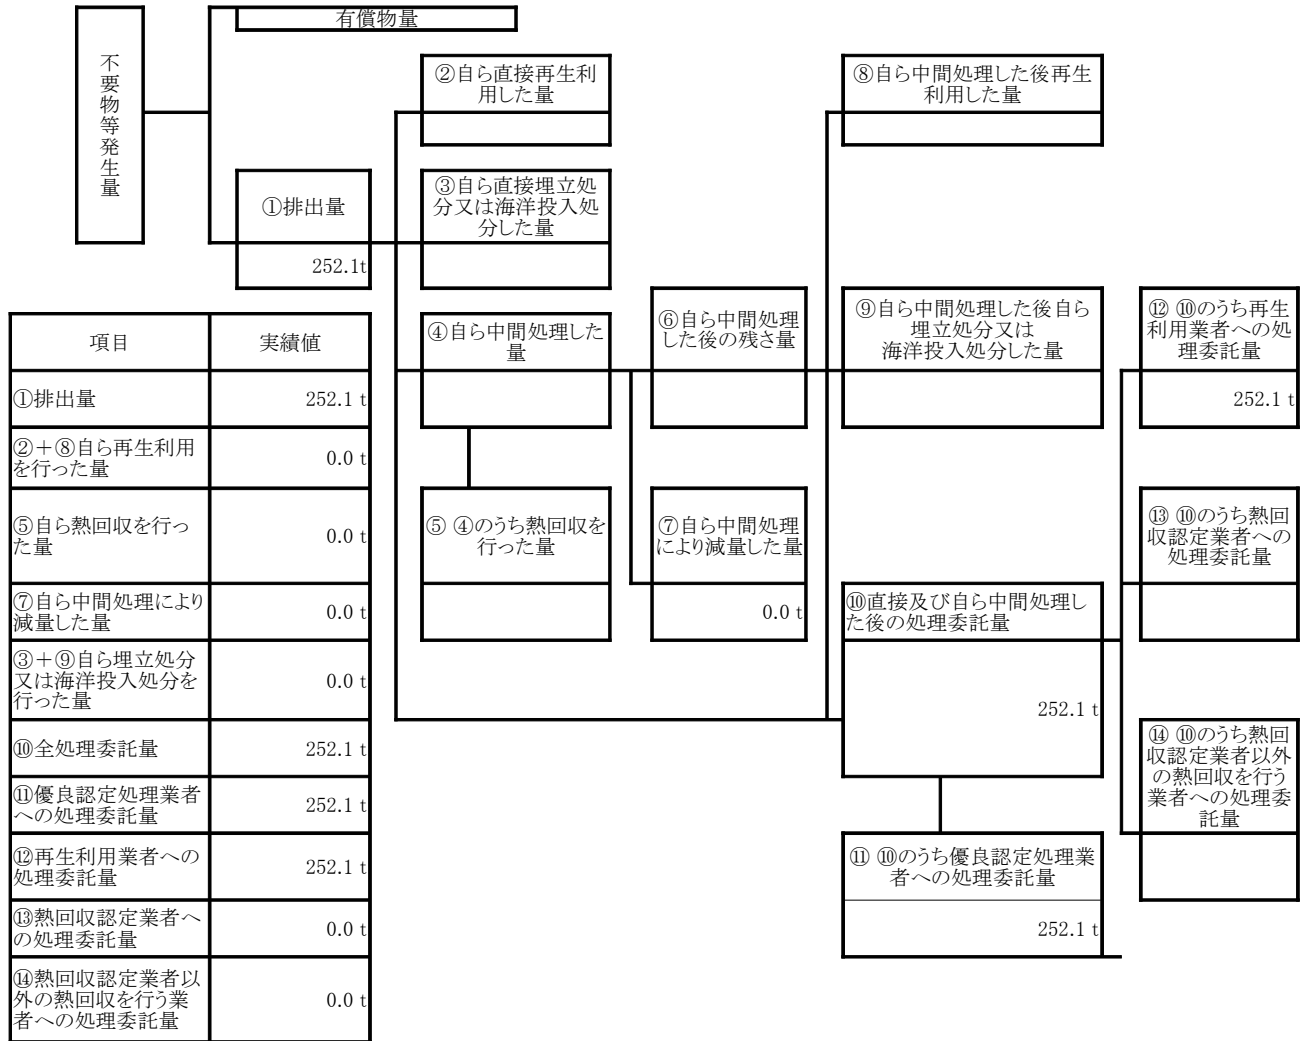 有償物量
不要物等発生量
②自ら直接再生利
用した量
⑧自ら中間処理した後再生
利用した量
①排出量
252.1t
③自ら直接埋立処
分又は海洋投入処
分した量
④自ら中間処理した
量
⑥自ら中間処理
した後の残さ量
⑨自ら中間処理した後自ら
埋立処分又は
海洋投入処分した量
⑫ ⑩のうち再生
利用業者への処
理委託量
252.1 t
⑤ ④のうち熱回収を
行った量
⑦自ら中間処理
により減量した量
0.0 t
⑬ ⑩のうち熱回
収認定業者への
処理委託量
⑩直接及び自ら中間処理し
た後の処理委託量
252.1 t
⑭ ⑩のうち熱回
収認定業者以外
の熱回収を行う
業者への処理委
託量
⑪ ⑩のうち優良認定処理業
者への処理委託量
252.1 t
項目 実績値
①排出量 252.1 t
②＋⑧自ら再生利用
を行った量 0.0 t
⑤自ら熱回収を行っ
た量 0.0 t
⑦自ら中間処理により
減量した量 0.0 t
③＋⑨自ら埋立処分
又は海洋投入処分を
行った量 0.0 t
⑩全処理委託量 252.1 t
⑪優良認定処理業者
への処理委託量 252.1 t
⑫再生利用業者への
処理委託量 252.1 t
⑬熱回収認定業者へ
の処理委託量 0.0 t
⑭熱回収認定業者以
外の熱回収を行う業
者への処理委託量 0.0 t